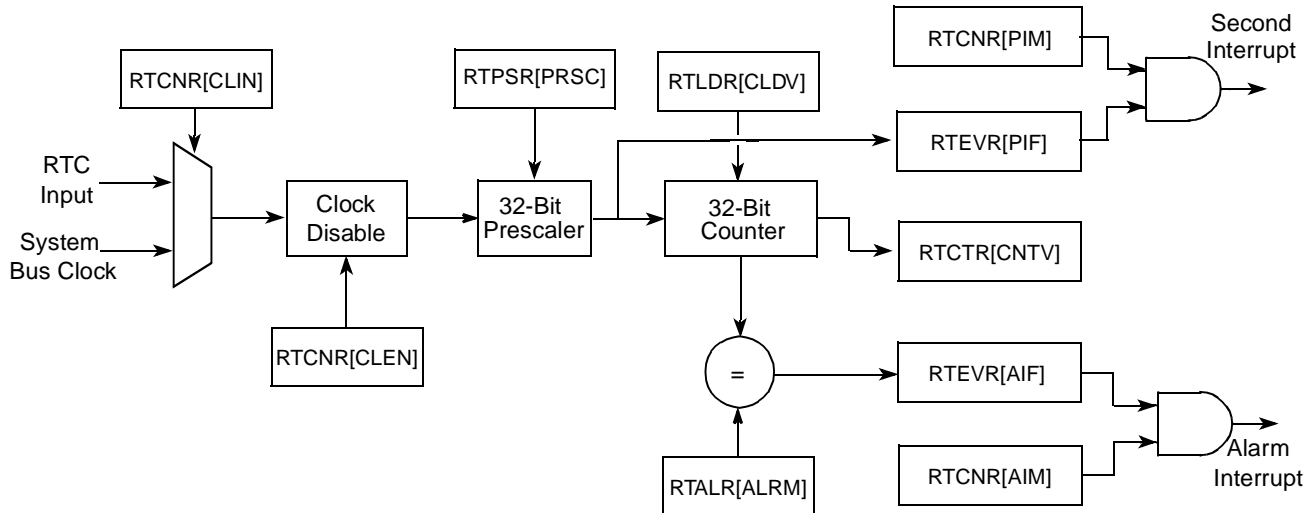 Second
Interrupt
RTCNR[PIM]
RTCNR[CLIN]
RTPSR[PRSC]
RTLDR[CLDV]
RTEVR[PIF]
RTC
Input
Clock
Disable
32-Bit
Prescaler
32-Bit
Counter
System
Bus Clock
RTCTR[CNTV]
RTCNR[CLEN]
=
RTEVR[AIF]
Alarm
Interrupt
RTALR[ALRM]
RTCNR[AIM]